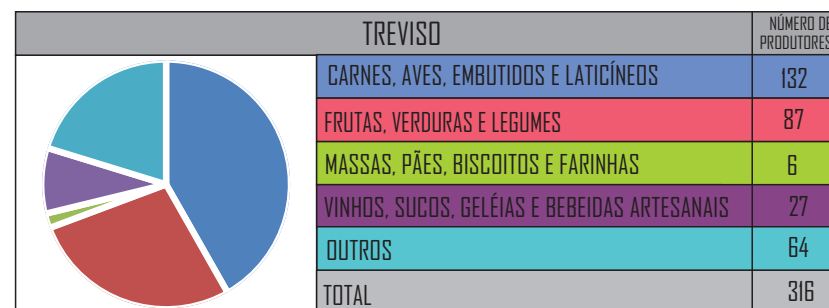 TREVISO
NÚMERO DE
PRODUTORES
CARNES, AVES, EMBUTIDOS E LATICÍNEOS 132
FRUTAS, VERDURAS E LEGUMES 87
MASSAS, PÃES, BISCOITOS E FARINHAS 6
VINHOS, SUCOS, GELÉIAS E BEBEIDAS ARTESANAIS 27
OUTROS 64
TOTAL 316